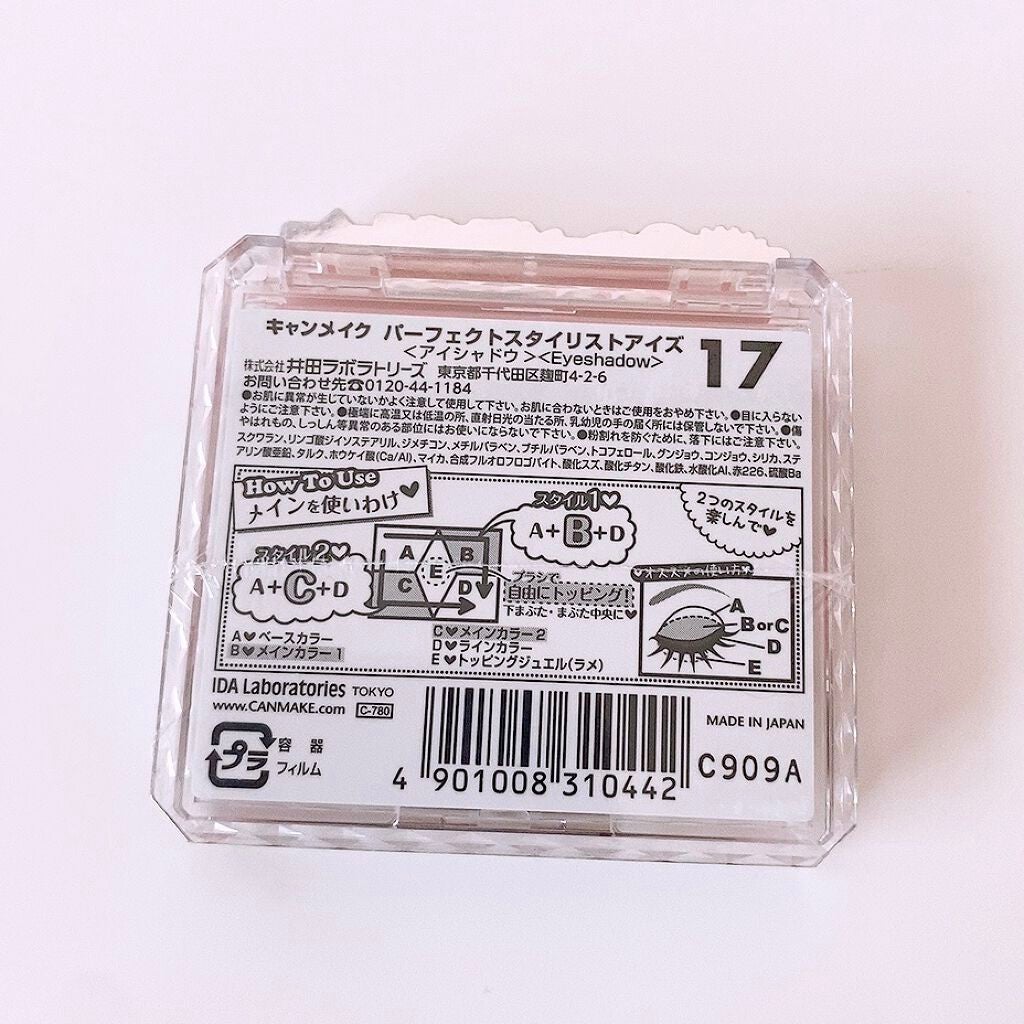 キャンメイク パーフェクトスタイリストアイズ 17
<アイシャドウ><Eyeshadow>
株式会社 井田ラボラトリーズ 東京都千代田区麹町4-2-6
お問い合わせ先☎0120-44-1184
●お肌に異常が生じていないかよく注意して使用して下さい。お肌に合わないときはご使用をおやめ下さい。●目に入らない
ようにご注意下さい。●極端に高温又は低温の所、直射日光の当たる所、乳幼児の手の届く所には保管しないで下さい。●傷
やはれもの、しっしん等異常のある部位にはお使いにならないで下さい。●粉割れを防ぐために、落下にはご注意下さい。
スクワラン、リンゴ酸ジイソステアリル、ジメチコン、メチルパラベン、ブチルパラベン、トコフェロール、グンジョウ、コンジョウ、シリカ、ステ
アリン酸亜鉛、タルク、ホウケイ酸(Ca/Al)、マイカ、合成フルオロフロゴパイト、酸化スズ、酸化チタン、酸化鉄、水酸化Al、赤226、硫酸Ba
How To Use
メインを使いわけ♥
スタイル1♥
A+B+D
2つのスタイルを
楽しんで♥
スタイル2♥
A+C+D
A B
E
C D
ブラシで
自由にトッピング!
下まぶた・まぶた中央に♥
♥オススメの使い方♥
A
B or C
D
E
A♥ベースカラー
B♥メインカラー1
C♥メインカラー2
D♥ラインカラー
E♥トッピングジュエル(ラメ)
IDA Laboratories TOKYO
www.CANMAKE.com C-780
MADE IN JAPAN
プラ 容器
フィルム
4 901008 310442
C909A